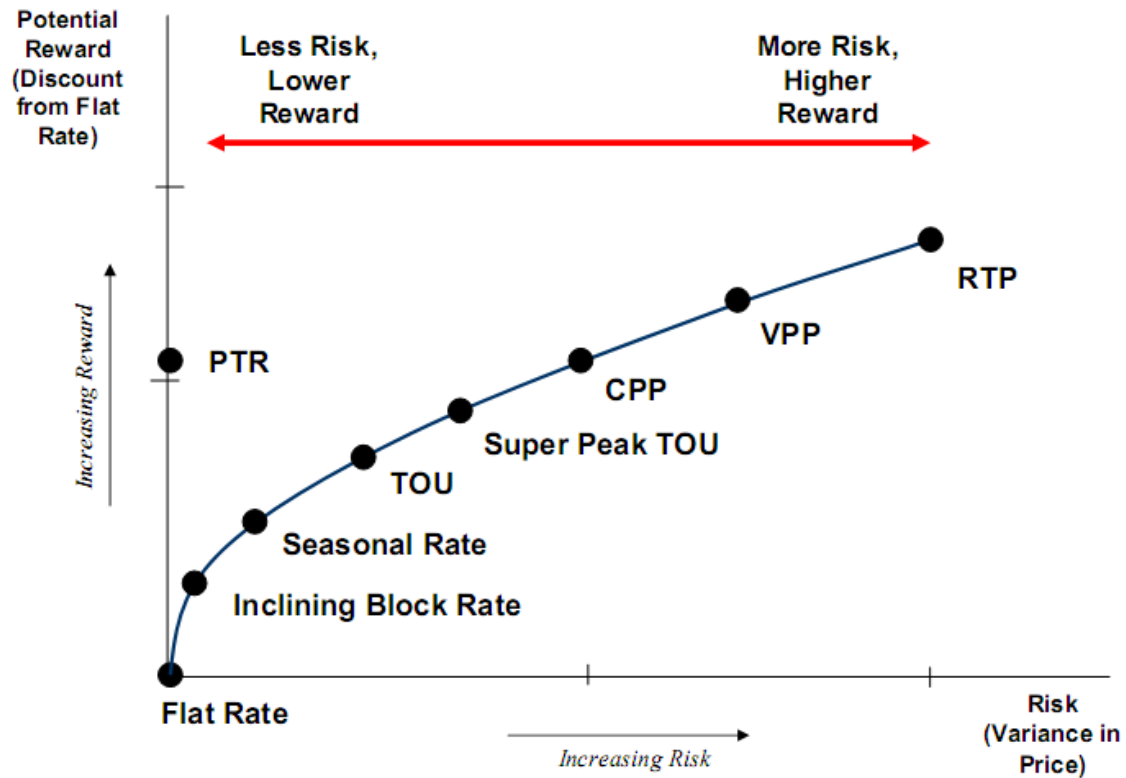 Potential
Reward
(Discount
from Flat
Rate)
Less Risk,
Lower
Reward
More Risk,
Higher
Reward
Increasing Reward
RTP
VPP
PTR
CPP
Super Peak TOU
TOU
Seasonal Rate
Inclining Block Rate
Flat Rate
Increasing Risk
Risk
(Variance in
Price)